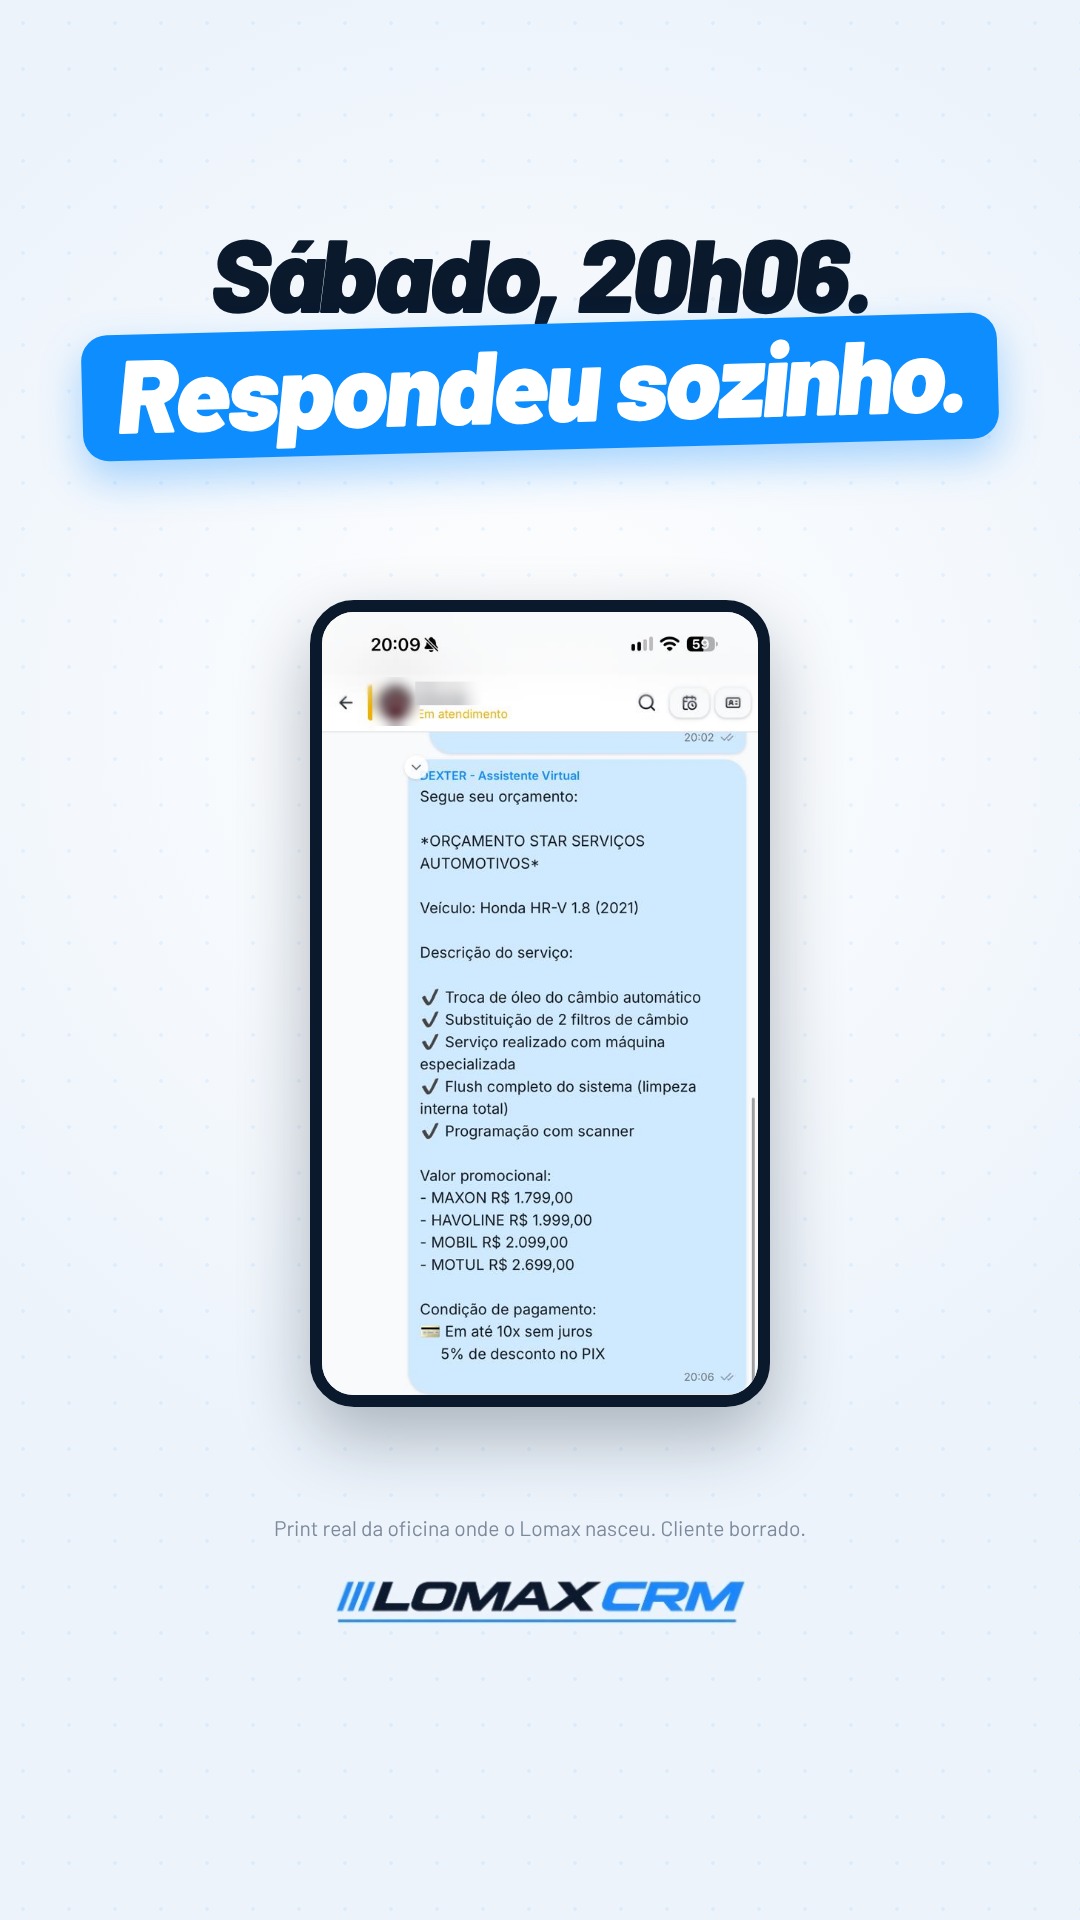 Sábado, 20h06.
Respondeu sozinho.
20:09
59
Em atendimento
20:02
DEXTER - Assistente Virtual
Segue seu orçamento:
*ORÇAMENTO STAR SERVIÇOS
AUTOMOTIVOS*
Veículo: Honda HR-V 1.8 (2021)
Descrição do serviço:
✔ Troca de óleo do câmbio automático
✔ Substituição de 2 filtros de câmbio
✔ Serviço realizado com máquina
especializada
✔ Flush completo do sistema (limpeza
interna total)
✔ Programação com scanner
Valor promocional:
- MAXON R$ 1.799,00
- HAVOLINE R$ 1.999,00
- MOBIL R$ 2.099,00
- MOTUL R$ 2.699,00
Condição de pagamento:
💳 Em até 10x sem juros
5% de desconto no PIX
20:06
Print real da oficina onde o Lomax nasceu. Cliente borrado.
LOMAX CRM